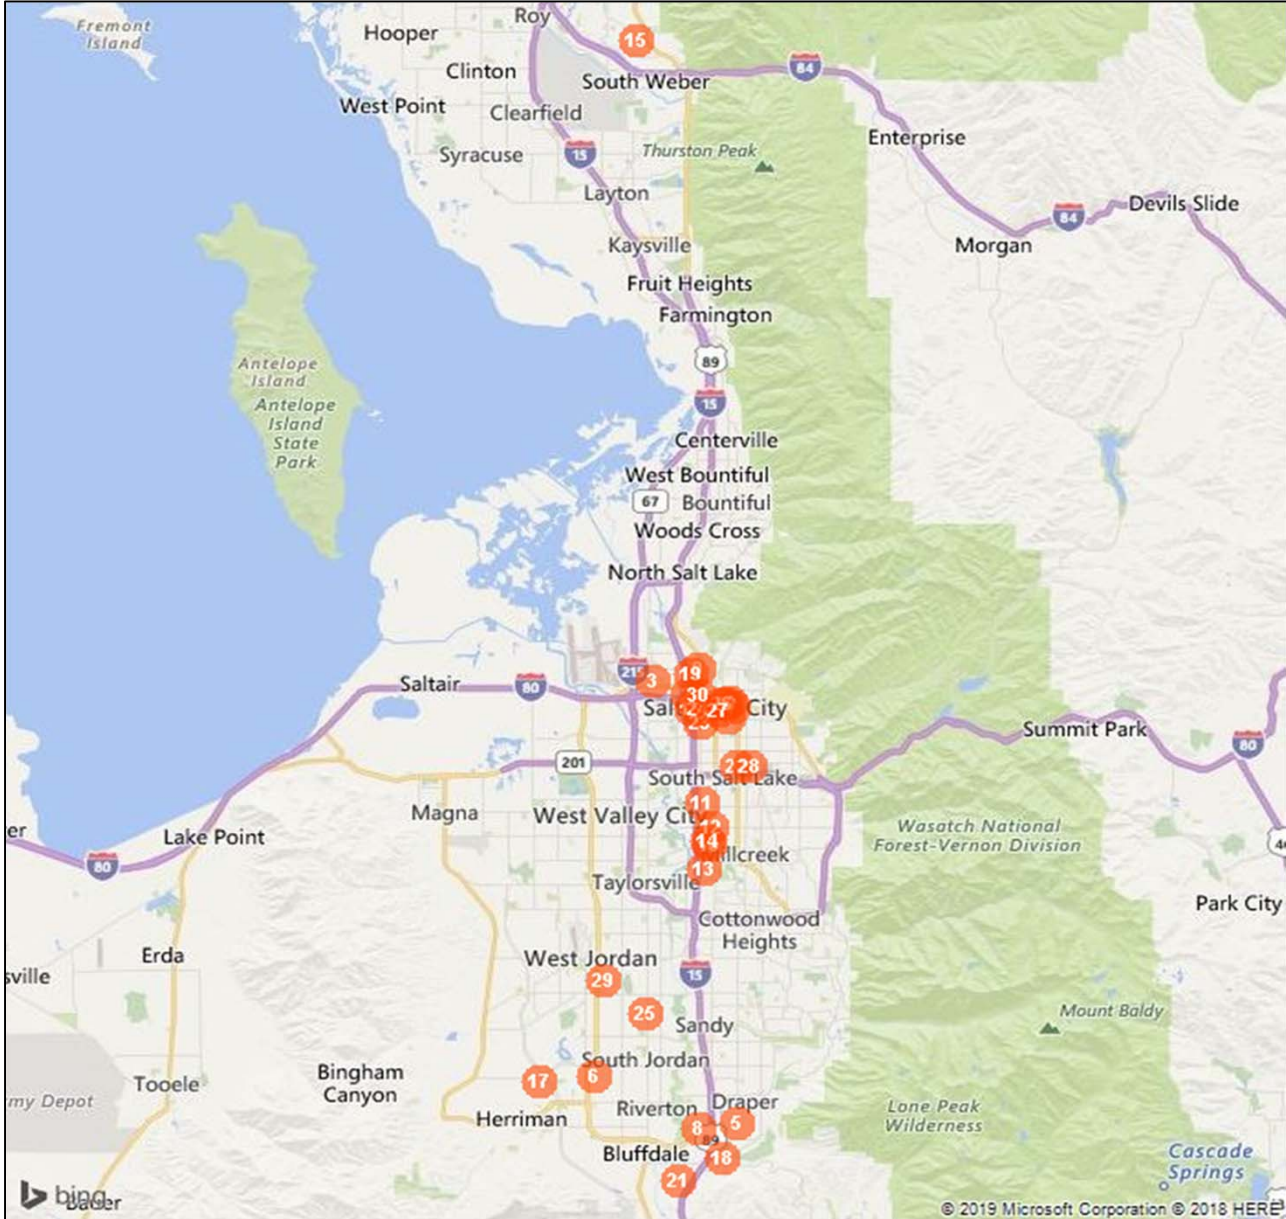 Fremont
Island
Roy
Hooper
15
Clinton
South Weber
84
West Point
Clearfield
Enterprise
Syracuse
15
Thurston Peak
Layton
84
Devils Slide
Kaysville
Morgan
Fruit Heights
Farmington
89
Antelope
Island
Antelope
Island
State
Park
15
Centerville
West Bountiful
67
Bountiful
Woods Cross
North Salt Lake
215
3
19
Saltair
80
30
27
City
Summit Park
80
201
28
South Salt Lake
Magna
11
West Valley City
Lake Point
12
14
Millcreek
Wasatch National
Forest-Vernon Division
80
13
Taylorsville
Park City
Cottonwood
Heights
Erda
West Jordan
15
29
25
Sandy
Mount Baldy
South Jordan
Bingham
Canyon
Tooele
17
6
my Depot
Herriman
Riverton
Draper
8
5
89
Lone Peak
Wilderness
Bluffdale
18
21
Cascade
Springs
bing
© 2019 Microsoft Corporation © 2018 HERE